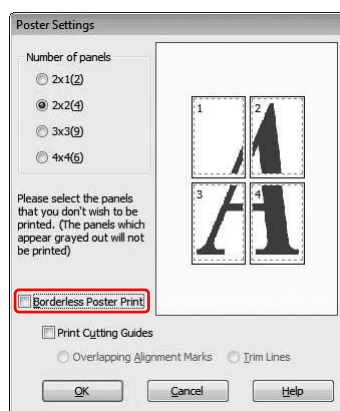 Poster Settings
Number of panels
2x1(2)
2x2(4)
3x3(9)
4x4(6)
1 2
3 4
Please select the panels
that you don't wish to be
printed. (The panels which
appear grayed out will not
be printed)
Borderless Poster Print
Print Cutting Guides
Overlapping Alignment Marks Trim Lines
OK Cancel Help